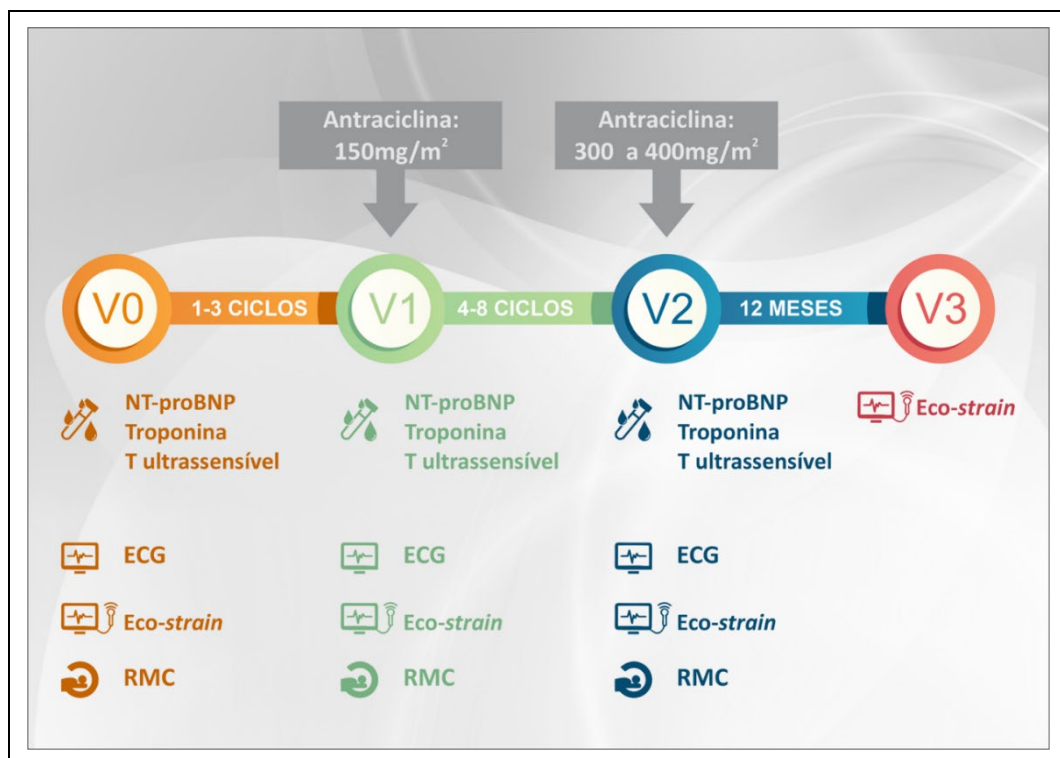 Antraciclina:
150mg/m²
Antraciclina:
300 a 400mg/m²
V0
1-3 CICLOS
V1
4-8 CICLOS
V2
12 MESES
V3
NT-proBNP
Troponina
T ultrassensível
NT-proBNP
Troponina
T ultrassensível
NT-proBNP
Troponina
T ultrassensível
Eco-strain
ECG
ECG
ECG
Eco-strain
Eco-strain
Eco-strain
RMC
RMC
RMC